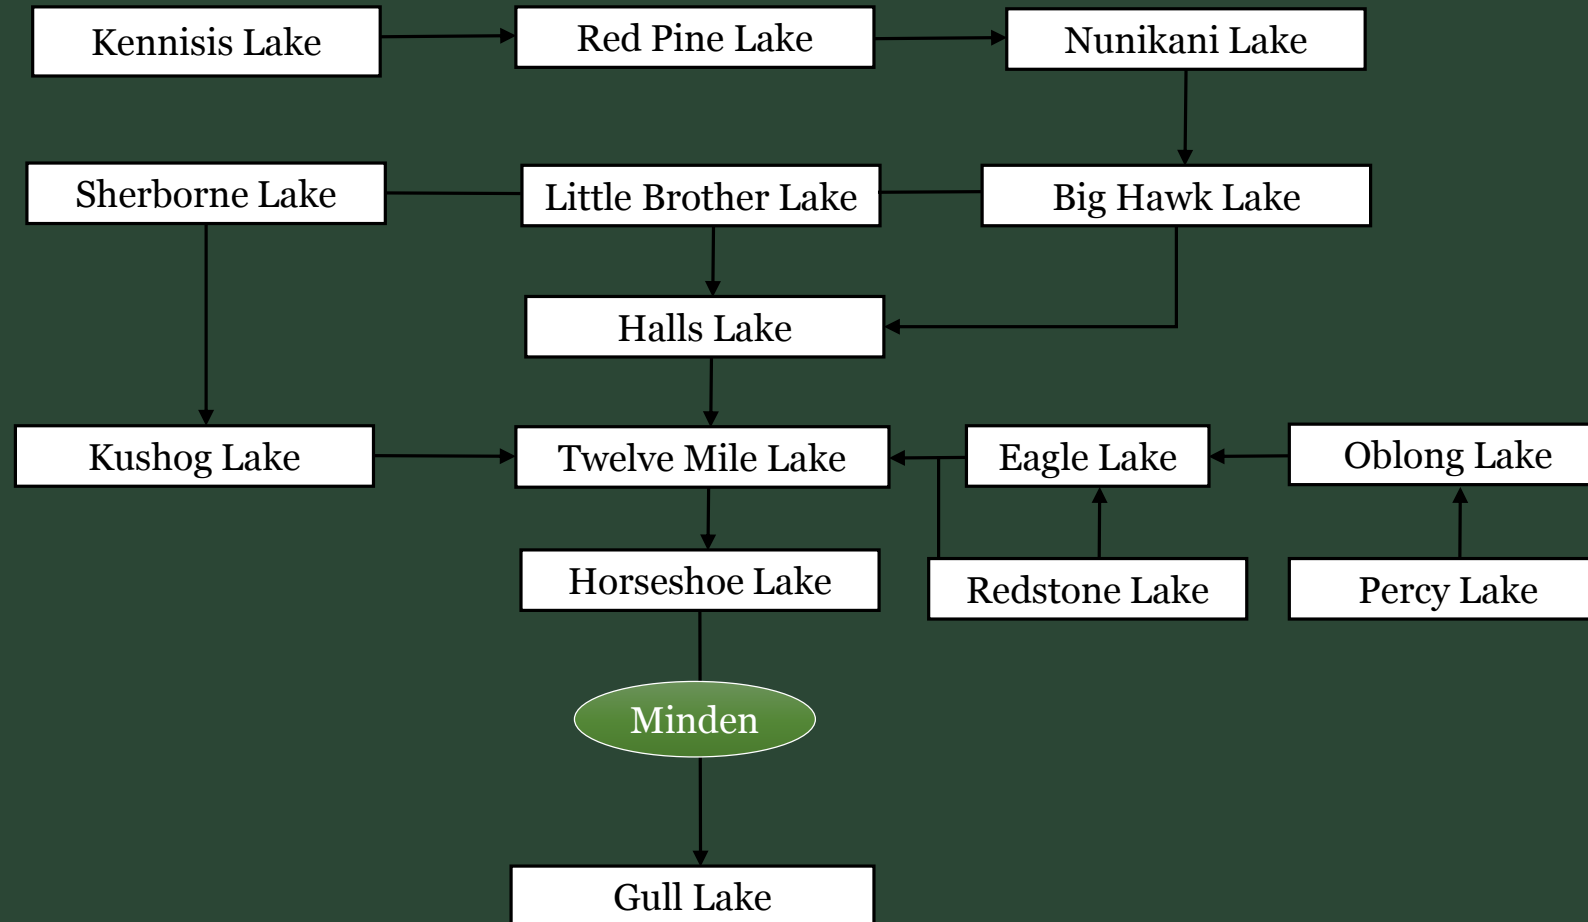 Kennisis Lake
Red Pine Lake
Nunikani Lake
Sherborne Lake
Little Brother Lake
Big Hawk Lake
Halls Lake
Kushog Lake
Twelve Mile Lake
Eagle Lake
Oblong Lake
Horseshoe Lake
Redstone Lake
Percy Lake
Minden
Gull Lake